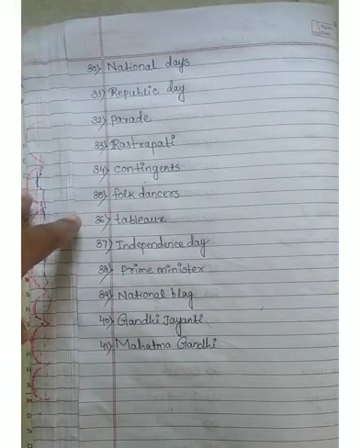 30) National days
31) Republic day
32) Parade
33) Rastrapati
34) contingents
35) folk dancers
36) tableaux
37) Independence day
38) Prime minister
39) National blag
40) Gandhi Jayanti
41) Mahatma Gandhi